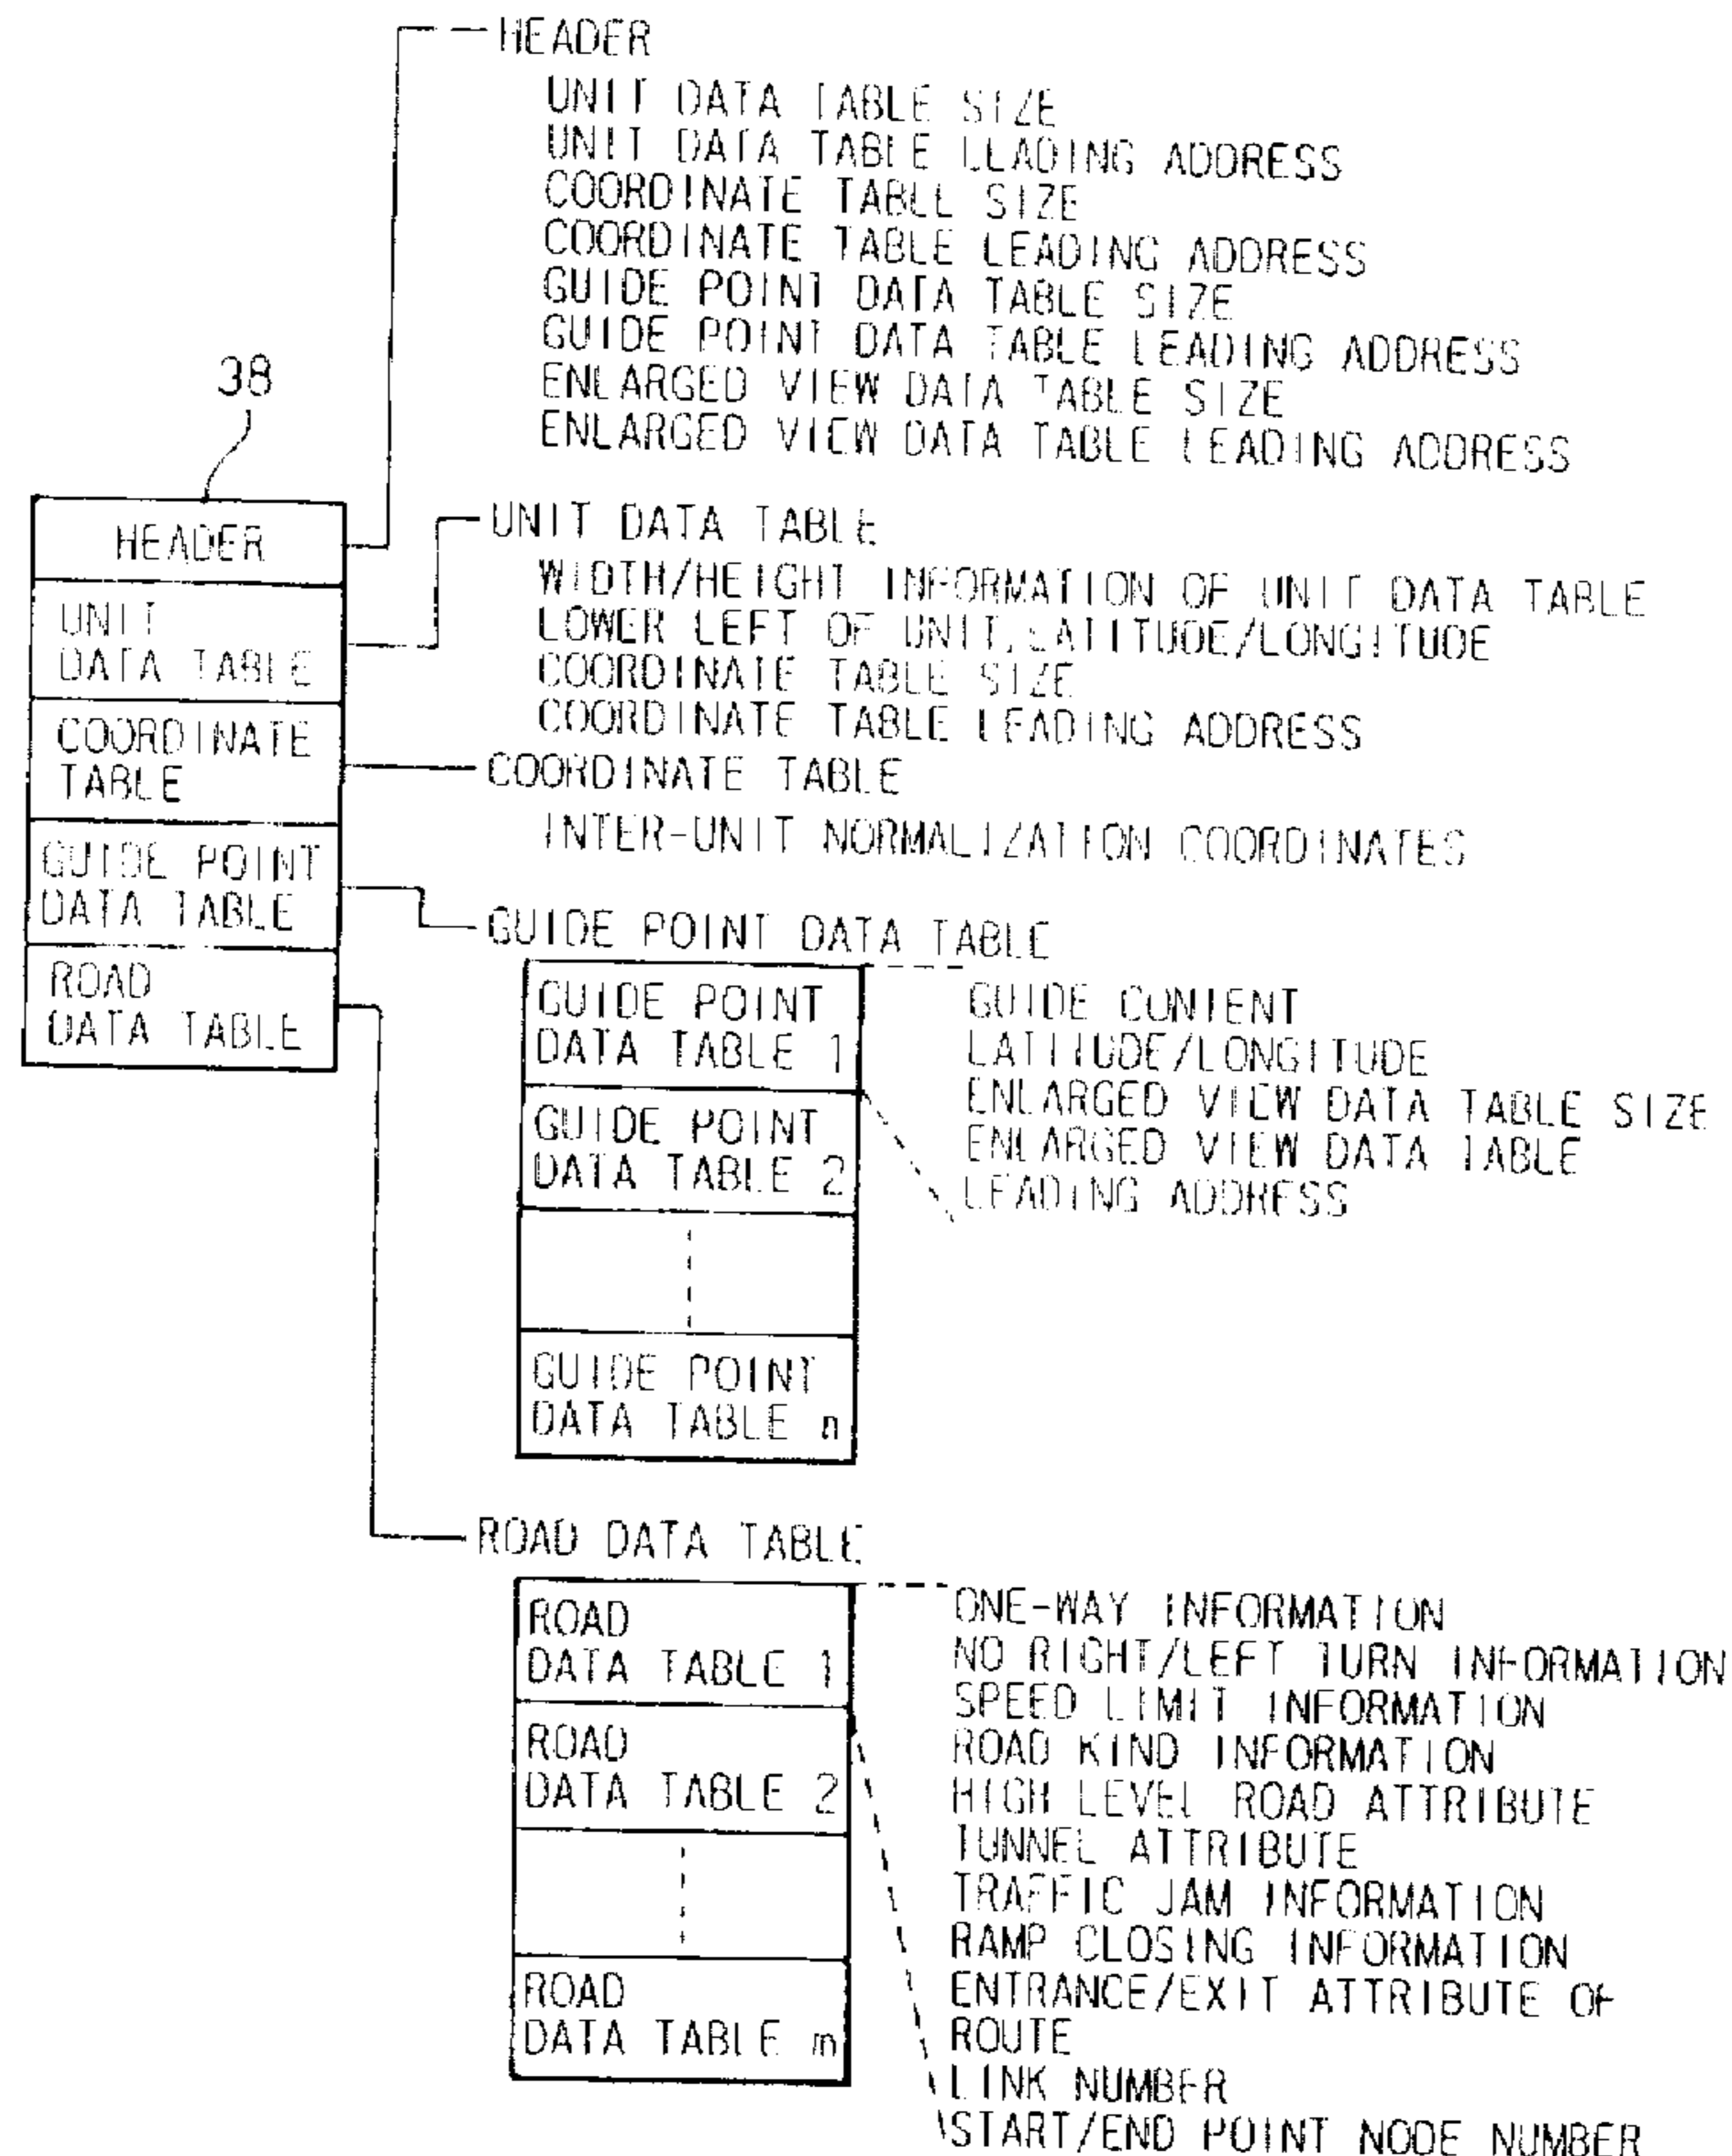 HEADER
UNIT DATA TABLE SIZE
UNIT DATA TABLE LEADING ADDRESS
COORDINATE TABLE SIZE
COORDINATE TABLE LEADING ADDRESS
GUIDE POINT DATA TABLE SIZE
GUIDE POINT DATA TABLE LEADING ADDRESS
ENLARGED VIEW DATA TABLE SIZE
ENLARGED VIEW DATA TABLE LEADING ADDRESS
38
HEADER
UNIT
DATA TABLE
COORDINATE
TABLE
GUIDE POINT
DATA TABLE
ROAD
DATA TABLE
UNIT DATA TABLE
WIDTH/HEIGHT INFORMATION OF UNIT DATA TABLE
LOWER LEFT OF UNIT, LATITUDE/LONGITUDE
COORDINATE TABLE SIZE
COORDINATE TABLE LEADING ADDRESS
COORDINATE TABLE
INTER-UNIT NORMALIZATION COORDINATES
GUIDE POINT DATA TABLE
GUIDE POINT
DATA TABLE 1
GUIDE POINT
DATA TABLE 2
GUIDE POINT
DATA TABLE n
GUIDE CONTENT
LATITUDE/LONGITUDE
ENLARGED VIEW DATA TABLE SIZE
ENLARGED VIEW DATA TABLE
LEADING ADDRESS
ROAD DATA TABLE
ROAD
DATA TABLE 1
ROAD
DATA TABLE 2
ROAD
DATA TABLE m
ONE-WAY INFORMATION
NO RIGHT/LEFT TURN INFORMATION
SPEED LIMIT INFORMATION
ROAD KIND INFORMATION
HIGH LEVEL ROAD ATTRIBUTE
TUNNEL ATTRIBUTE
TRAFFIC JAM INFORMATION
RAMP CLOSING INFORMATION
ENTRANCE/EXIT ATTRIBUTE OF
ROUTE
LINK NUMBER
START/END POINT NODE NUMBER